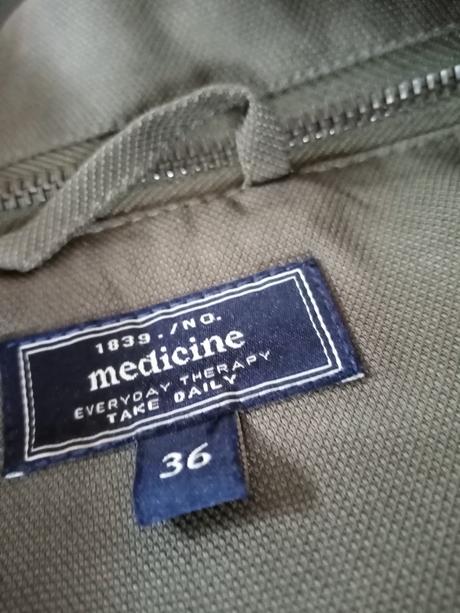 1839./NO.
medicine
EVERYDAY THERAPY
TAKE DAILY
36